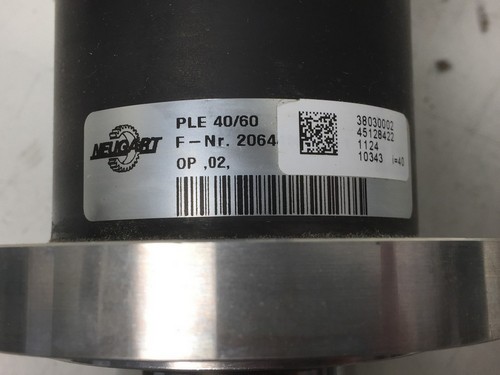 NEUGART
PLE 40/60
F-Nr. 2064
OP ,02,
38030002
45128422
1124
10343 i=40